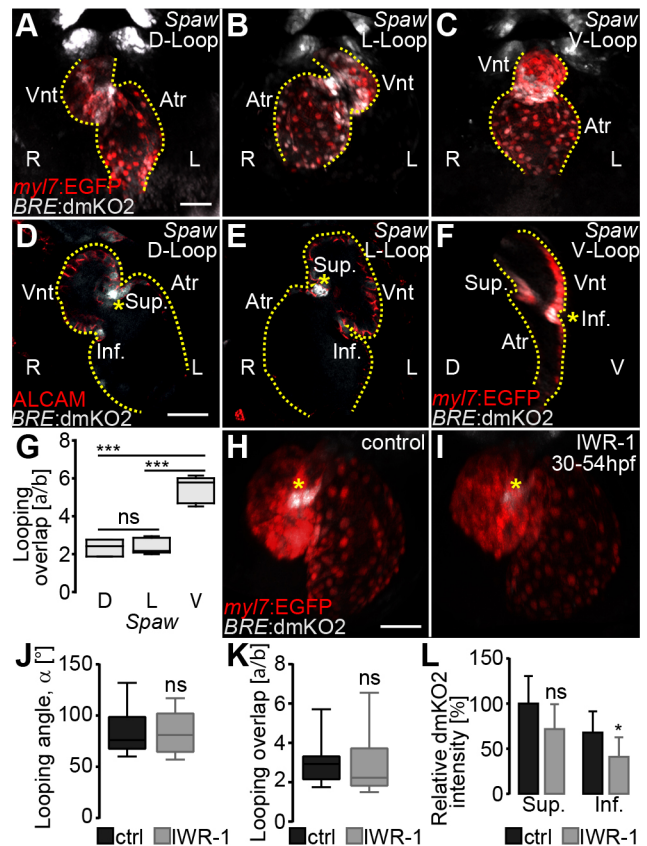 A
Spaw
D-Loop
Vnt
Atr
R
L
myl7:EGFP
BRE:dmKO2
B
Spaw
L-Loop
Atr
Vnt
R
L
C
Spaw
V-Loop
Vnt
Atr
R
L
D
Spaw
D-Loop
Vnt
Atr
*Sup.
Inf.
R
L
ALCAM
BRE:dmKO2
E
Spaw
L-Loop
Sup.
*
Atr
Vnt
Inf.
*
R
L
F
Spaw
V-Loop
Sup.
Vnt
* Inf.
Atr
D
V
myl7:EGFP
BRE:dmKO2
G
Looping
overlap [a/b]
8
6
4
2
0
***
***
ns
D L V
Spaw
H
control
*
myl7:EGFP
BRE:dmKO2
I
IWR-1
30-54hpf
*
J
Looping angle, α [°]
150
100
50
0
ns
ctrl IWR-1
K
Looping overlap [a/b]
8
6
4
2
0
ns
ctrl IWR-1
L
Relative dmKO2
intensity [%]
150
100
50
0
ns
*
Sup. Inf.
ctrl IWR-1